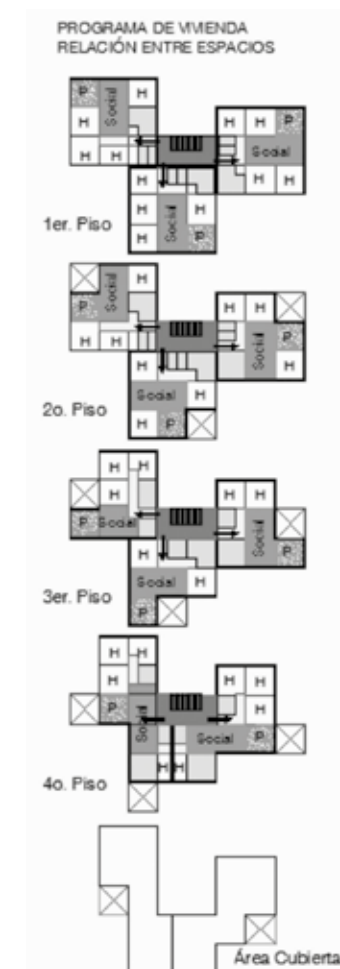 PROGRAMA DE VIVIENDA
RELACIÓN ENTRE ESPACIOS
P Social H
H H H P
Social
H H H H
H
H H
H Social P
1er. Piso
Social H
H H
P P
H H Social H
H
Social H
H P
2o. Piso
H H
H H
P Social Social P
H
Social H
P
3er. Piso
H H
H H H
P H
Social Social P
H H
4o. Piso
Área Cubierta